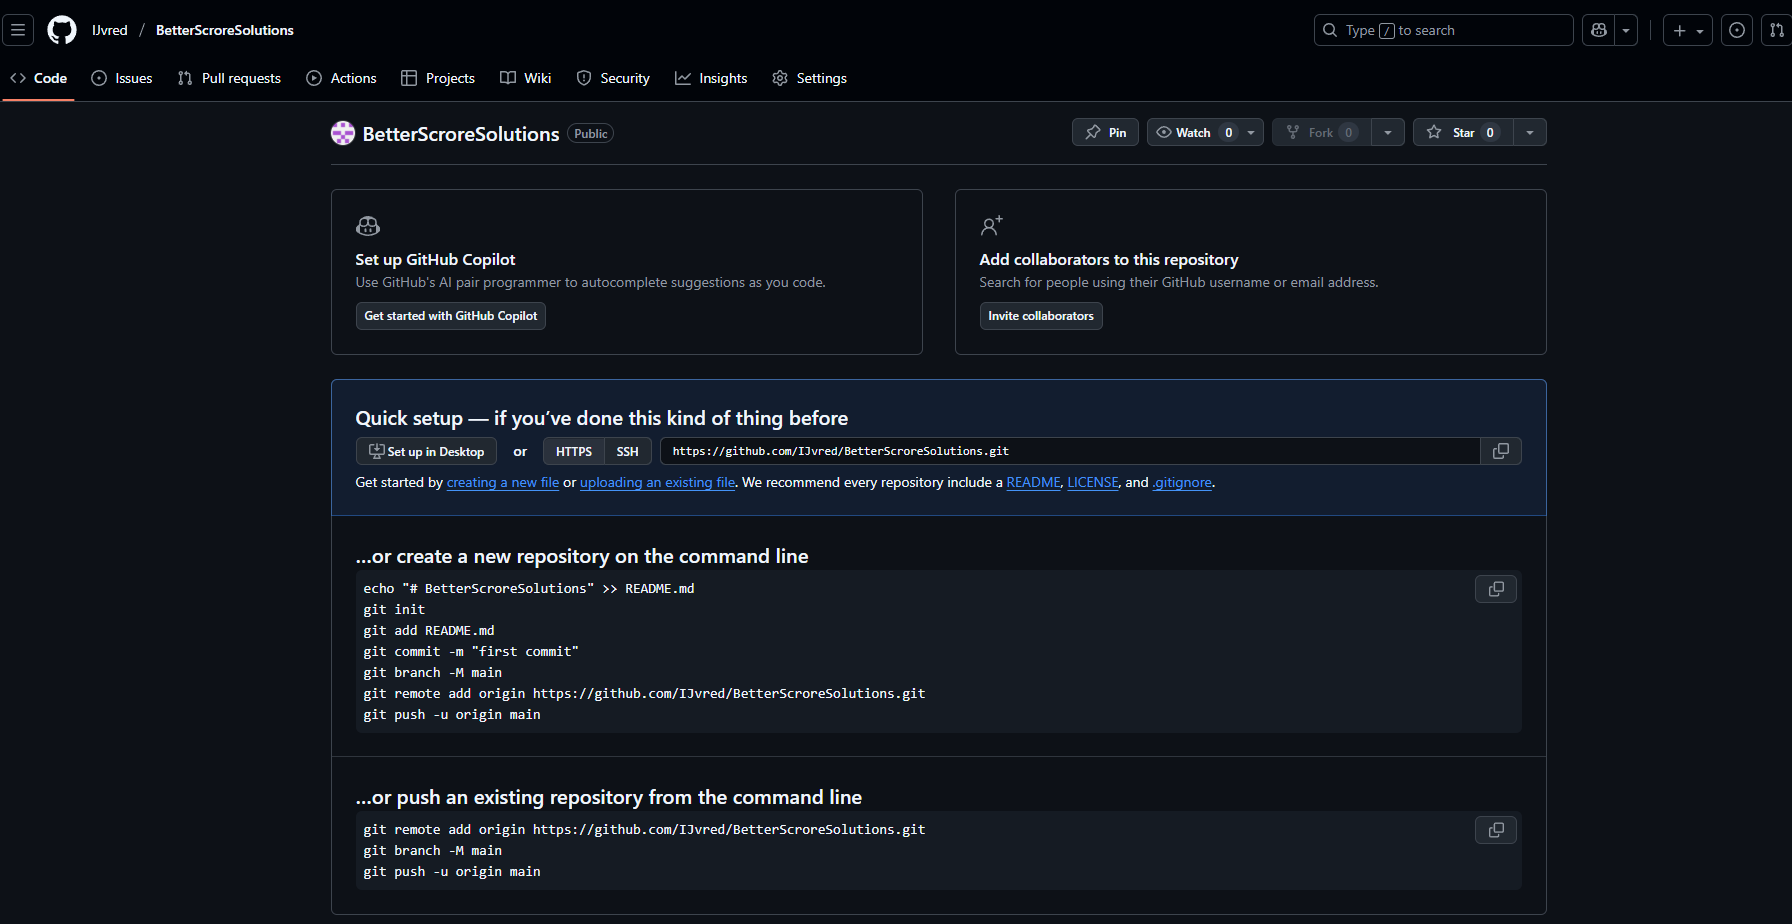 IJvred / BetterScroreSolutions
Type / to search
Code Issues Pull requests Actions Projects Wiki Security Insights Settings
BetterScroreSolutions Public
Pin Watch 0 Fork 0 Star 0
Set up GitHub Copilot
Use GitHub's AI pair programmer to autocomplete suggestions as you code.
Get started with GitHub Copilot
Add collaborators to this repository
Search for people using their GitHub username or email address.
Invite collaborators
Quick setup — if you've done this kind of thing before
Set up in Desktop or HTTPS SSH https://github.com/IJvred/BetterScroreSolutions.git
Get started by creating a new file or uploading an existing file. We recommend every repository include a README, LICENSE, and .gitignore.
…or create a new repository on the command line
echo "# BetterScroreSolutions" >> README.md
git init
git add README.md
git commit -m "first commit"
git branch -M main
git remote add origin https://github.com/IJvred/BetterScroreSolutions.git
git push -u origin main
…or push an existing repository from the command line
git remote add origin https://github.com/IJvred/BetterScroreSolutions.git
git branch -M main
git push -u origin main